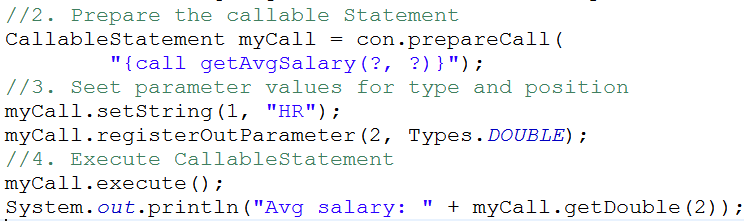 //2. Prepare the callable Statement
CallableStatement myCall = con.prepareCall(
"{call getAvgSalary(?, ?)}");
//3. Seet parameter values for type and position
myCall.setString(1, "HR");
myCall.registerOutParameter(2, Types.DOUBLE);
//4. Execute CallableStatement
myCall.execute();
System.out.println("Avg salary: " + myCall.getDouble(2));